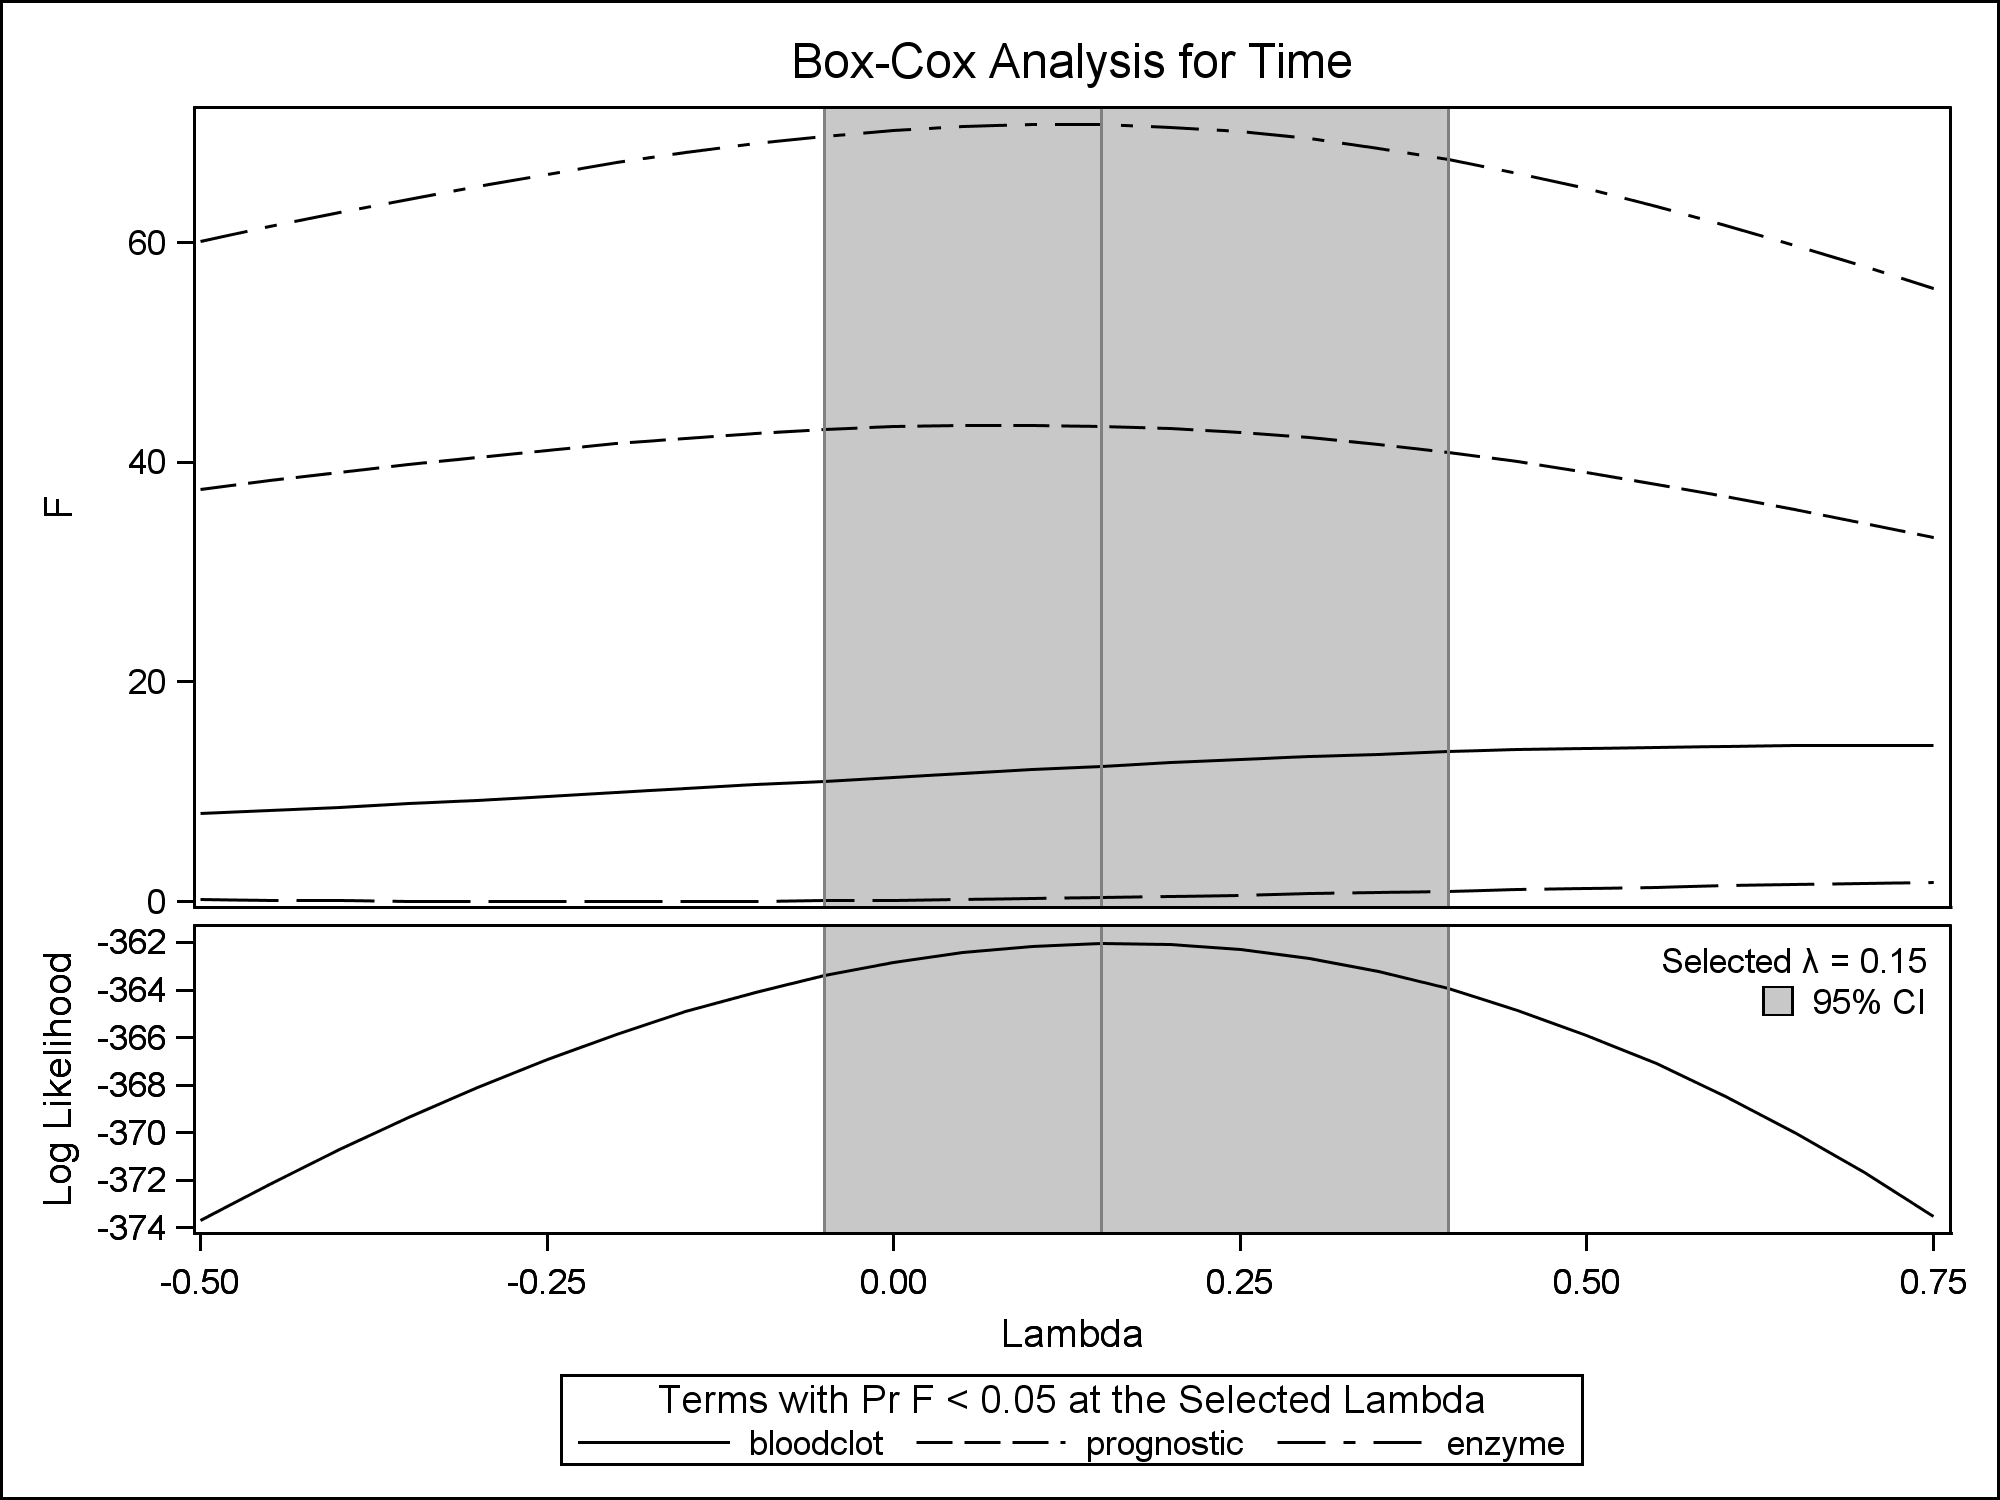 Box-Cox Analysis for Time
60
40
20
0
F
-362
-364
-366
-368
-370
-372
-374
Log Likelihood
Selected λ = 0.15
95% CI
-0.50 -0.25 0.00 0.25 0.50 0.75
Lambda
Terms with Pr F < 0.05 at the Selected Lambda
bloodclot prognostic enzyme